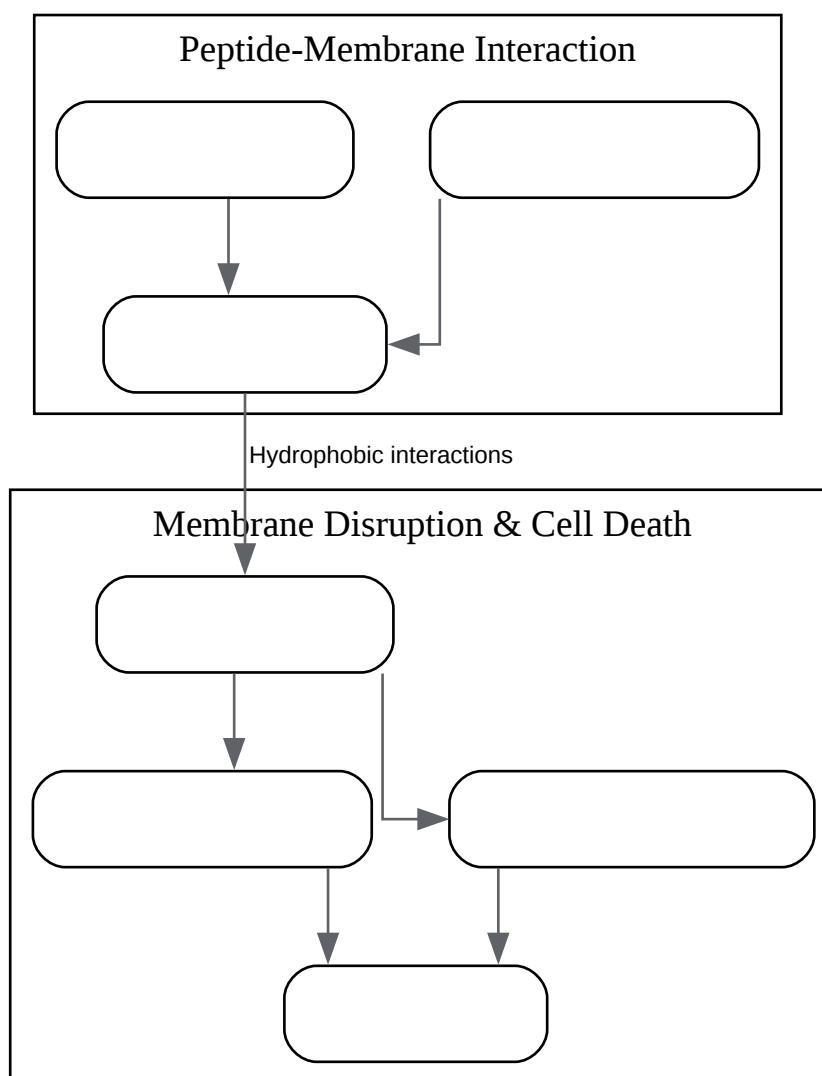 Peptide-Membrane Interaction
Hydrophobic interactions
Membrane Disruption & Cell Death